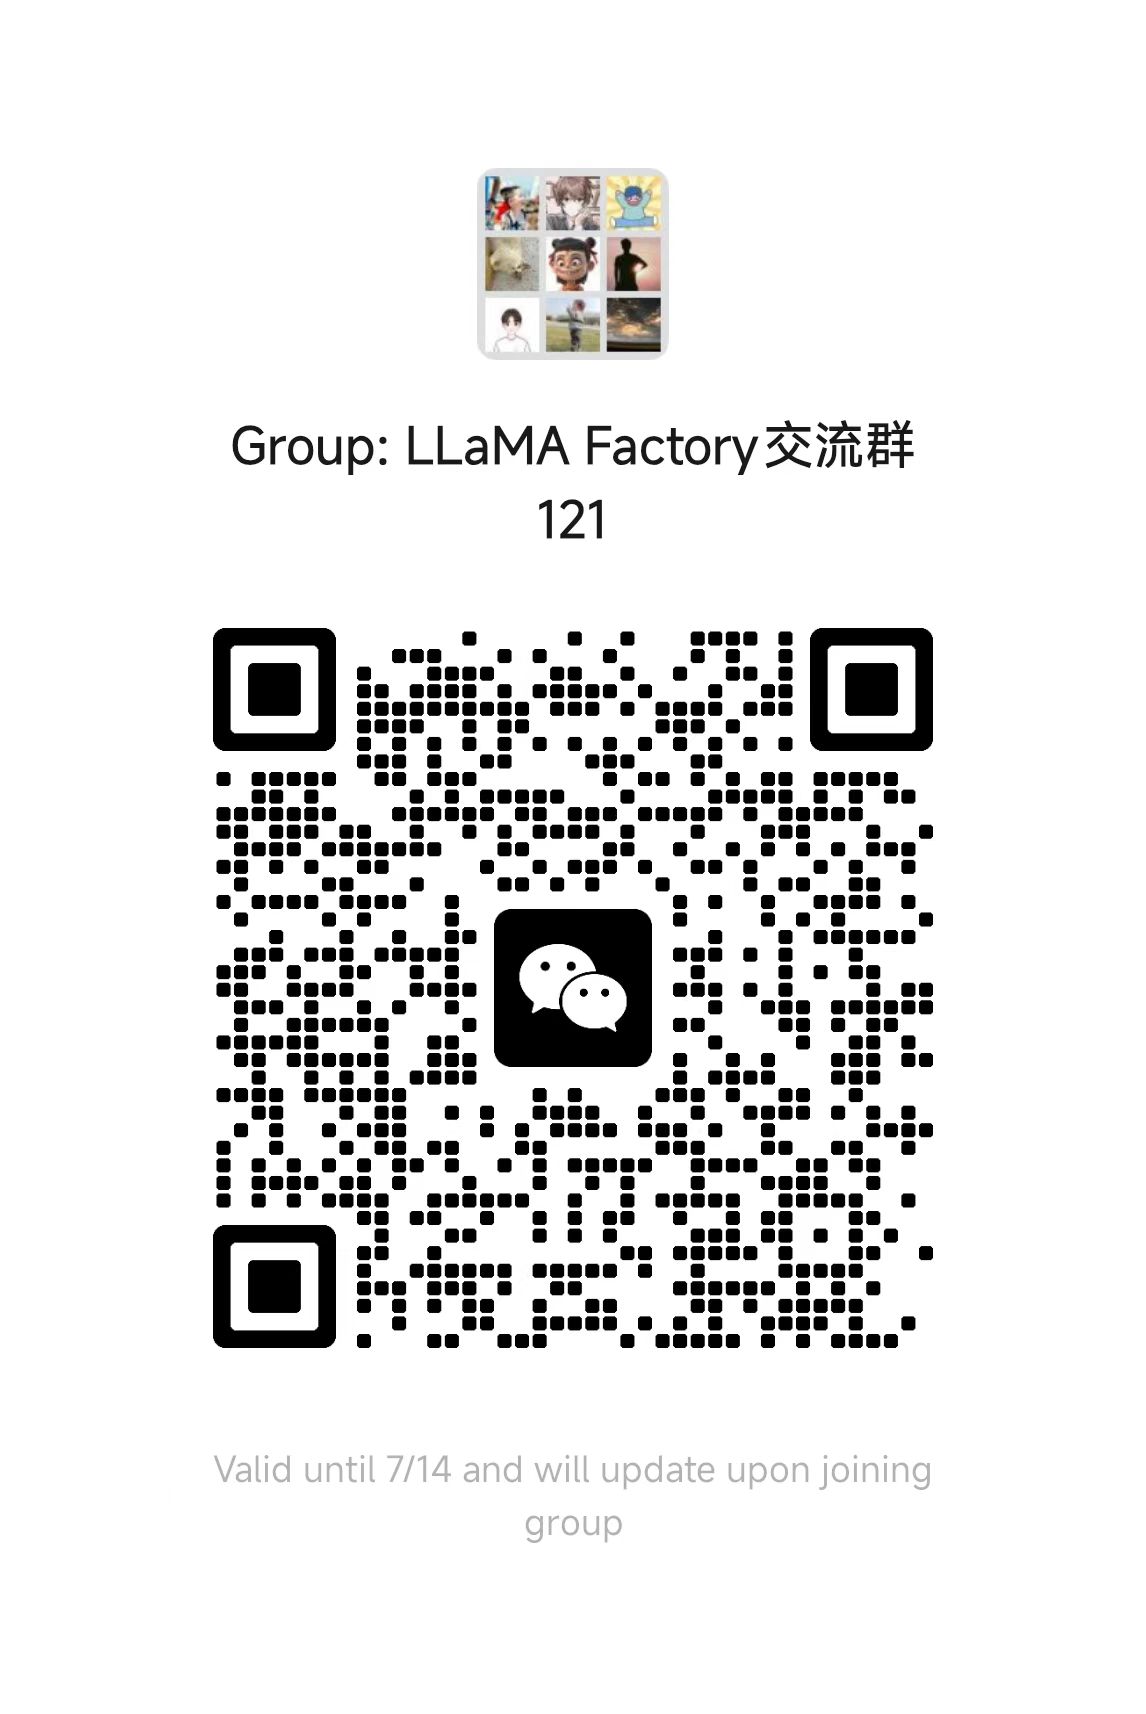 Group: LLaMA Factory交流群
121
Valid until 7/14 and will update upon joining
group